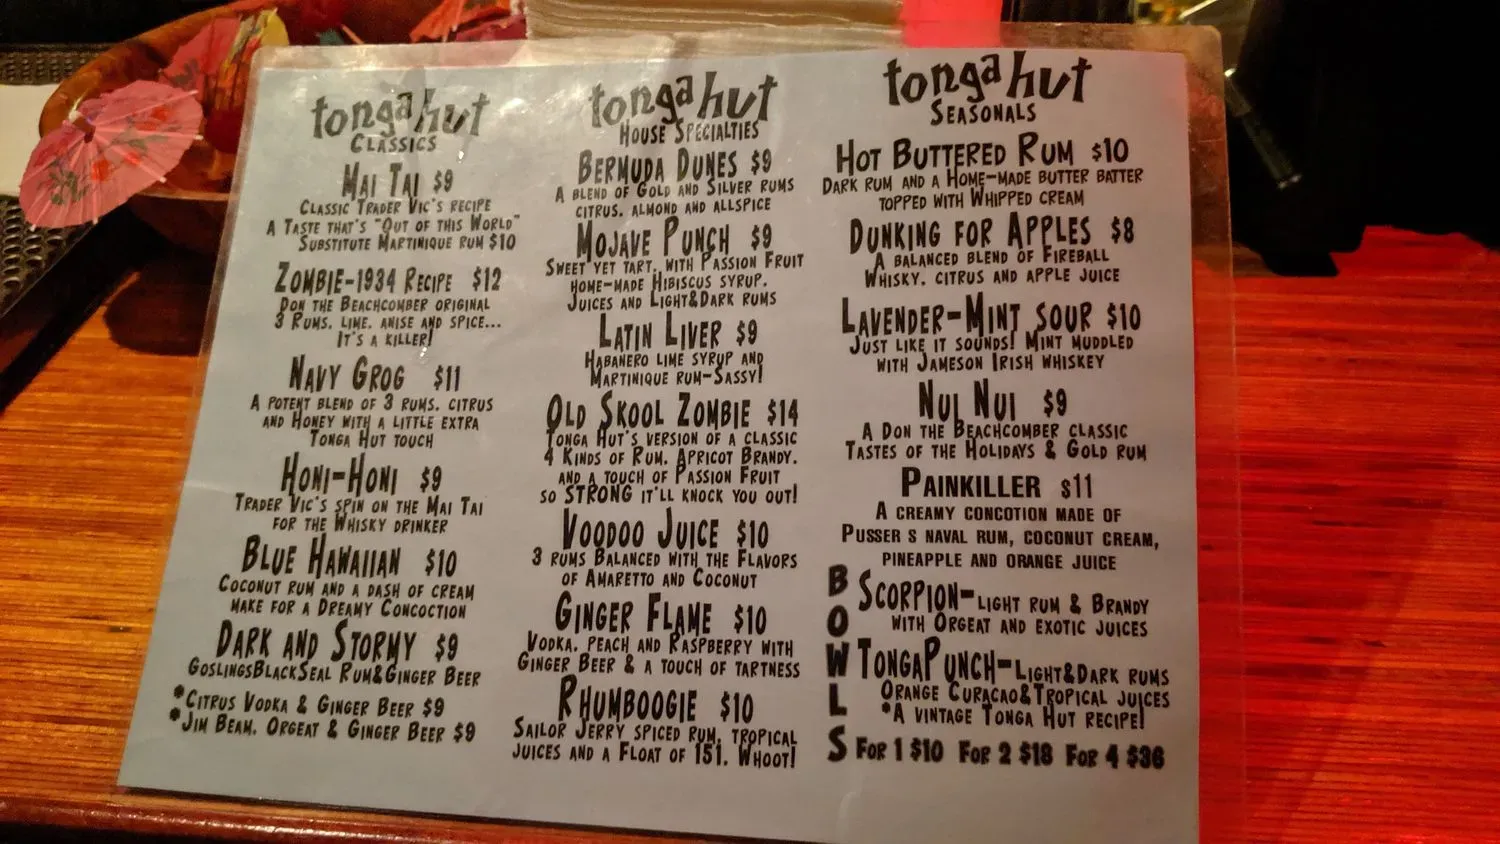 tonga hut
CLASSICS
MAI TAI $9
CLASSIC TRADER VIC'S RECIPE
A TASTE THAT'S "OUT OF THIS WORLD"
SUBSTITUTE MARTINIQUE RUM $10
ZOMBIE-1934 RECIPE $12
DON THE BEACHCOMBER ORIGINAL
3 RUMS, LIME, ANISE AND SPICE...
IT'S A KILLER!
NAVY GROG $11
A POTENT BLEND OF 3 RUMS, CITRUS
AND HONEY WITH A LITTLE EXTRA
TONGA HUT TOUCH
HONI-HONI $9
TRADER VIC'S SPIN ON THE MAI TAI
FOR THE WHISKY DRINKER
BLUE HAWAIIAN $10
COCONUT RUM AND A DASH OF CREAM
MAKE FOR A DREAMY CONCOCTION
DARK AND STORMY $9
GOSLINGSBLACKSEAL RUM&GINGER BEER
*CITRUS VODKA & GINGER BEER $9
*JIM BEAM, ORGEAT & GINGER BEER $9
tonga hut
HOUSE SPECIALTIES
BERMUDA DUNES $9
A BLEND OF GOLD AND SILVER RUMS
CITRUS, ALMOND AND ALLSPICE
MOJAVE PUNCH $9
SWEET YET TART, WITH PASSION FRUIT
HOME-MADE HIBISCUS SYRUP,
JUICES AND LIGHT&DARK RUMS
LATIN LIVER $9
HABANERO LIME SYRUP AND
MARTINIQUE RUM-SASSY!
OLD SKOOL ZOMBIE $14
TONGA HUT'S VERSION OF A CLASSIC
4 KINDS OF RUM, APRICOT BRANDY,
AND A TOUCH OF PASSION FRUIT
SO STRONG IT'LL KNOCK YOU OUT!
VOODOO JUICE $10
3 RUMS BALANCED WITH THE FLAVORS
OF AMARETTO AND COCONUT
GINGER FLAME $10
VODKA, PEACH AND RASPBERRY WITH
GINGER BEER & A TOUCH OF TARTNESS
RHUMBOOGIE $10
SAILOR JERRY SPICED RUM, TROPICAL
JUICES AND A FLOAT OF 151. WHOOT!
tonga hut
SEASONALS
HOT BUTTERED RUM $10
DARK RUM AND A HOME-MADE BUTTER BATTER
TOPPED WITH WHIPPED CREAM
DUNKING FOR APPLES $8
A BALANCED BLEND OF FIREBALL
WHISKY, CITRUS AND APPLE JUICE
LAVENDER-MINT SOUR $10
JUST LIKE IT SOUNDS! MINT MUDDLED
WITH JAMESON IRISH WHISKEY
NUI NUI $9
A DON THE BEACHCOMBER CLASSIC
TASTES OF THE HOLIDAYS & GOLD RUM
PAINKILLER $11
A CREAMY CONCOTION MADE OF
PUSSER S NAVAL RUM, COCONUT CREAM,
PINEAPPLE AND ORANGE JUICE
BOWLS
SCORPION-LIGHT RUM & BRANDY
WITH ORGEAT AND EXOTIC JUICES
TONGAPUNCH-LIGHT&DARK RUMS
ORANGE CURACAO&TROPICAL JUICES
*A VINTAGE TONGA HUT RECIPE!
FOR 1 $10 FOR 2 $18 FOR 4 $36